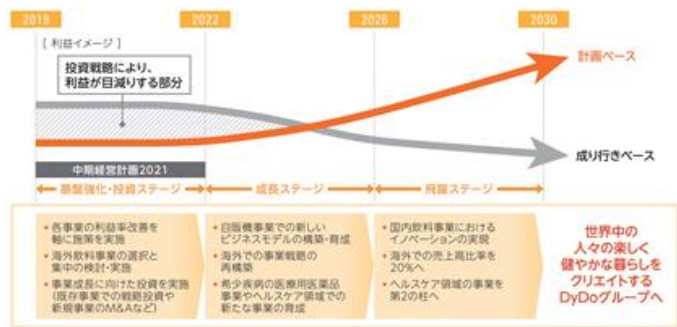 2019
2022
2026
2030
[ 利益イメージ ]
投資戦略により、
利益が目減りする部分
計画ベース
成り行きベース
中期経営計画2021
基盤強化・投資ステージ
成長ステージ
飛躍ステージ
• 各事業の利益率改善を
軸に施策を実施
• 海外飲料事業の選択と
集中の検討・実施
• 事業成長に向けた投資を実施
(既存事業での戦略投資や
新規事業のM&Aなど)
• 自販機事業での新しい
ビジネスモデルの構築・育成
• 海外での事業戦略の
再構築
• 希少疾病の医療用医薬品
事業やヘルスケア領域での
新たな事業の育成
• 国内飲料事業における
イノベーションの実現
• 海外での売上高比率を
20%へ
• ヘルスケア領域の事業を
第2の柱へ
世界中の
人々の楽しく
健やかな暮らしを
クリエイトする
DyDoグループへ